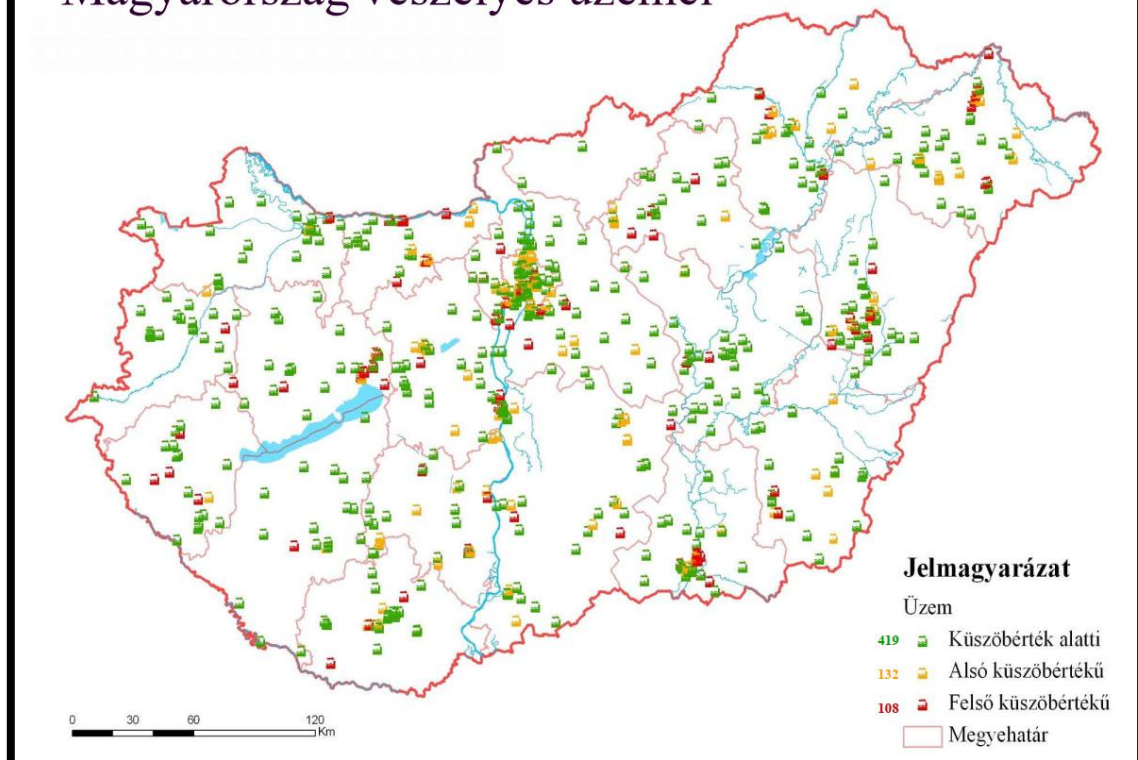 Magyarország veszélyes üzemei
Jelmagyarázat
Üzem
419 Küszöbérték alatti
132 Alsó küszöbértékű
108 Felső küszöbértékű
Megyehatár
0 30 60 120
Km